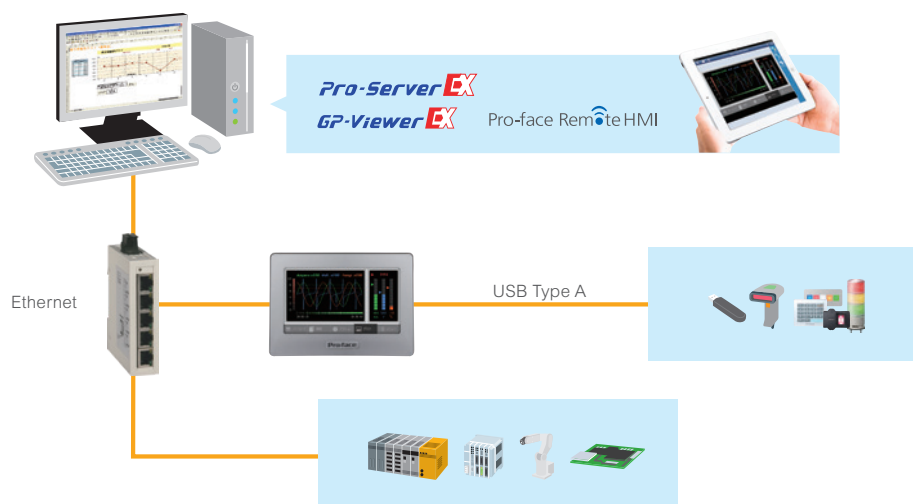 Pro-Server EX
GP-Viewer EX
Pro-face Remote HMI
Ethernet
USB Type A
Pro-face